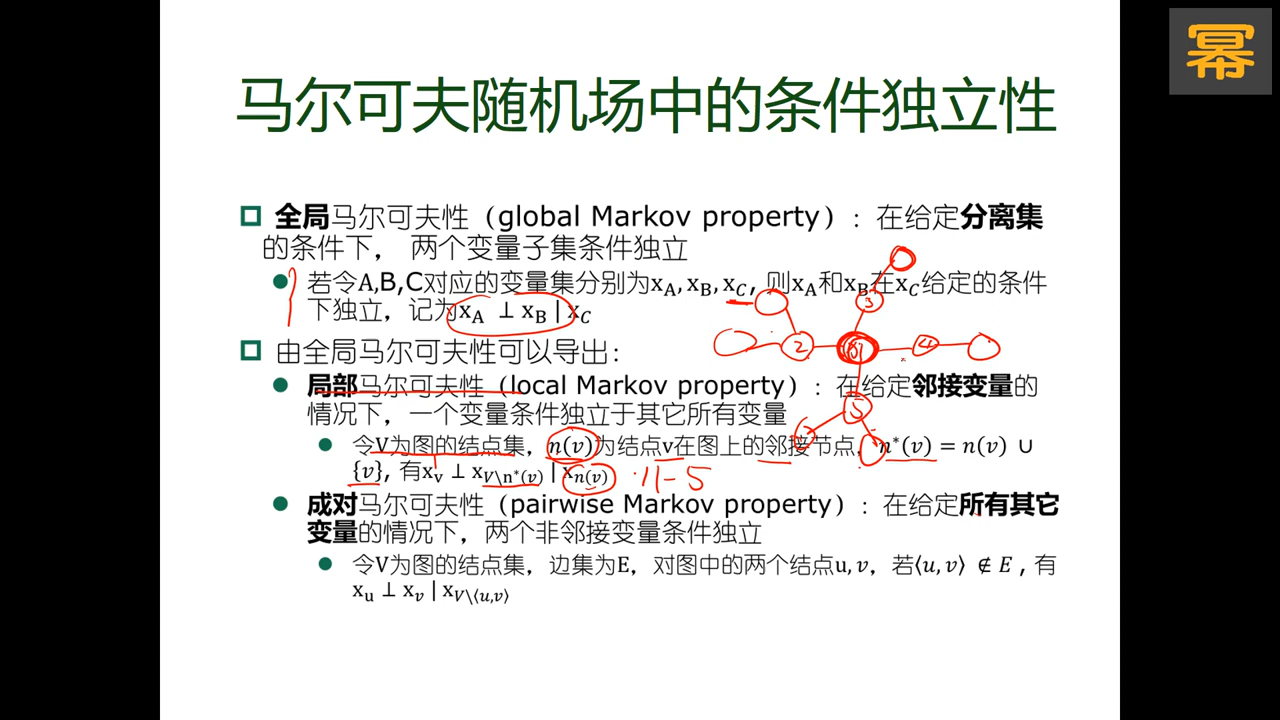 幂
马尔可夫随机场中的条件独立性
全局马尔可夫性（global Markov property）：在给定分离集
的条件下， 两个变量子集条件独立
若令A,B,C对应的变量集分别为x_A, x_B, x_C, 则x_A和x_B在x_C给定的条件
下独立，记为x_A ⊥ x_B | x_C
由全局马尔可夫性可以导出：
局部马尔可夫性（local Markov property）：在给定邻接变量的
情况下，一个变量条件独立于其它所有变量
令V为图的结点集，n(v)为结点v在图上的邻接节点，n*(v) = n(v) ∪
{v}，有x_v ⊥ x_{V\n*(v)} | x_{n(v)}
成对马尔可夫性（pairwise Markov property）：在给定所有其它
变量的情况下，两个非邻接变量条件独立
令V为图的结点集，边集为E，对图中的两个结点u, v，若⟨u, v⟩ ∉ E , 有
x_u ⊥ x_v | x_{V\⟨u,v⟩}
3
2
4
5
11-5